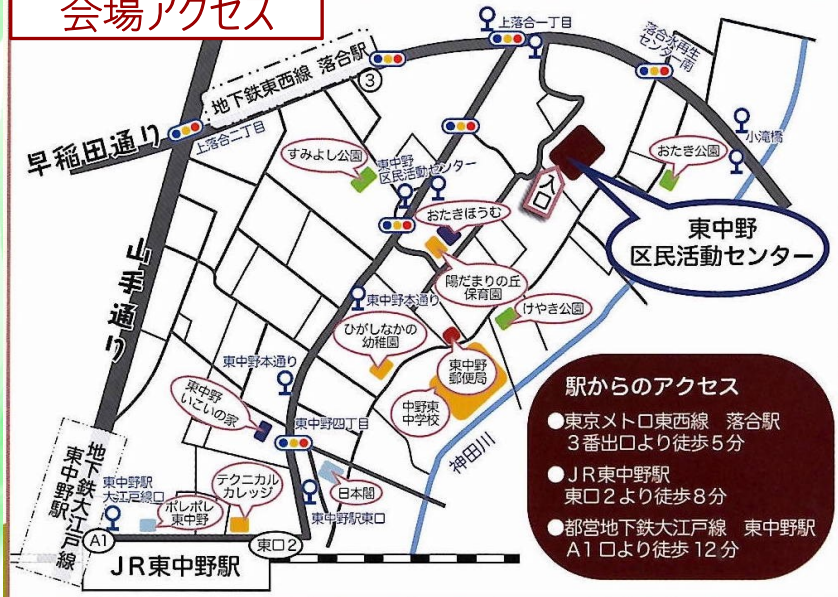 会場アクセス
上落合一丁目
落合水再生
センター南
地下鉄東西線 落合駅
3
早稲田通り
上落合二丁目
小滝橋
すみよし公園
東中野
区民活動センター
おたき公園
入口
おたきほうむ
東中野
区民活動センター
陽だまりの丘
保育園
山手通り
東中野本通り
けやき公園
ひがしなかの
幼稚園
東中野
郵便局
東中野本通り
中野東
中学校
東中野
いこいの家
東中野四丁目
神田川
地下鉄大江戸線
東中野駅
東中野駅
大江戸線口
テクニカル
カレッジ
日本閣
ポレポレ
東中野
東中野駅東口
A1
東口2
JR東中野駅
駅からのアクセス
●東京メトロ東西線 落合駅
3番出口より徒歩5分
●JR東中野駅
東口2より徒歩8分
●都営地下鉄大江戸線 東中野駅
A1口より徒歩12分